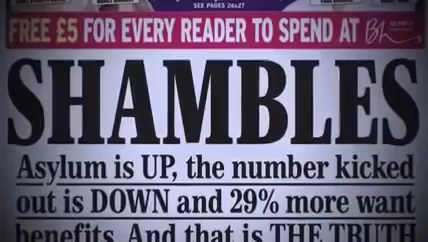 SEE PAGES 26&27
FREE £5 FOR EVERY READER TO SPEND AT
SHAMBLES
Asylum is UP, the number kicked
out is DOWN and 29% more want
benefits. And that is THE TRUTH